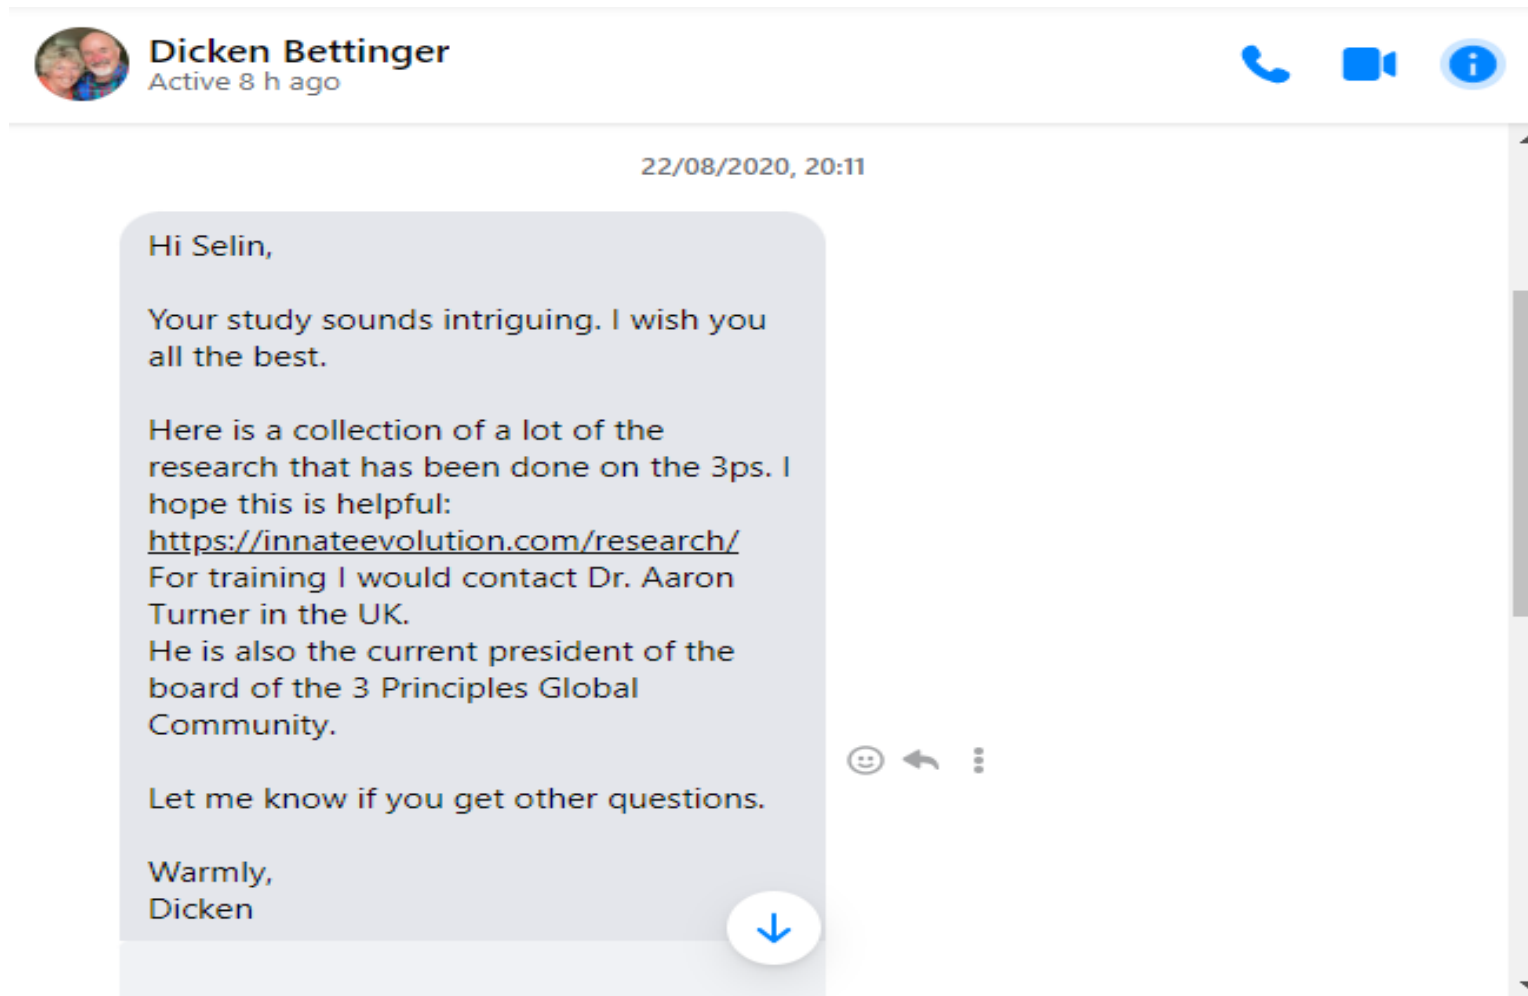 Dicken Bettinger
Active 8 h ago
22/08/2020, 20:11
Hi Selin,
Your study sounds intriguing. I wish you
all the best.
Here is a collection of a lot of the
research that has been done on the 3ps. I
hope this is helpful:
https://innateevolution.com/research/
For training I would contact Dr. Aaron
Turner in the UK.
He is also the current president of the
board of the 3 Principles Global
Community.
Let me know if you get other questions.
Warmly,
Dicken